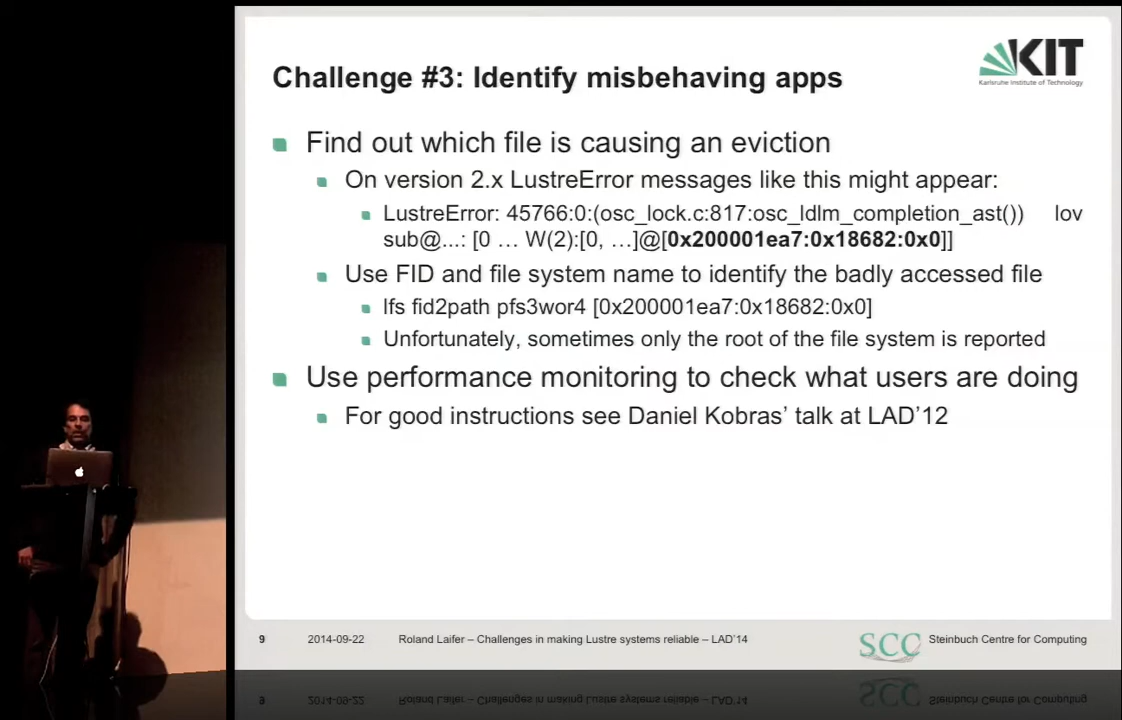 KIT
Karlsruhe Institute of Technology
Challenge #3: Identify misbehaving apps
Find out which file is causing an eviction
On version 2.x LustreError messages like this might appear:
LustreError: 45766:0:(osc_lock.c:817:osc_ldlm_completion_ast()) lov
sub@...: [0 … W(2):[0, …]@[0x200001ea7:0x18682:0x0]]
Use FID and file system name to identify the badly accessed file
lfs fid2path pfs3wor4 [0x200001ea7:0x18682:0x0]
Unfortunately, sometimes only the root of the file system is reported
Use performance monitoring to check what users are doing
For good instructions see Daniel Kobras’ talk at LAD’12
9 2014-09-22 Roland Laifer – Challenges in making Lustre systems reliable – LAD’14 SCC Steinbuch Centre for Computing